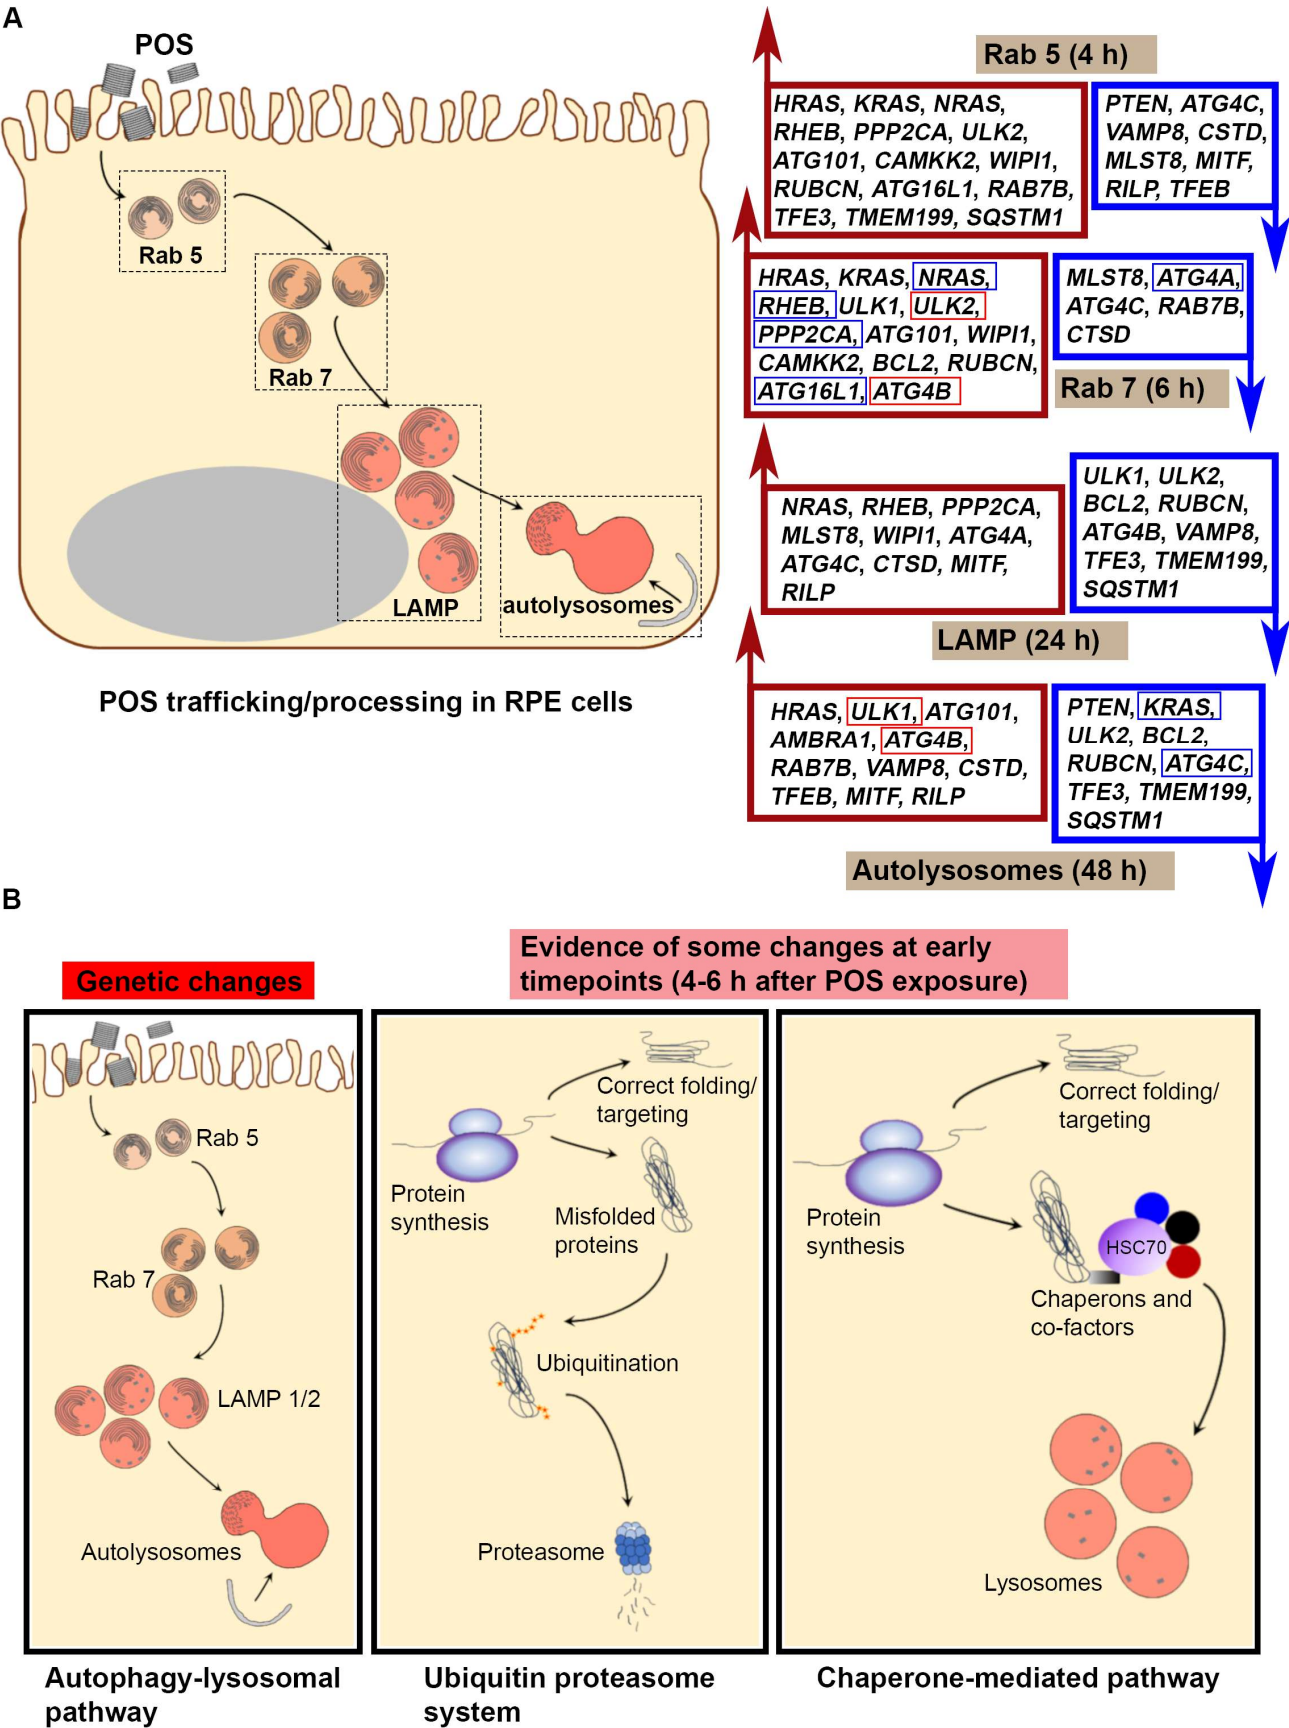 A
POS
Rab 5
Rab 7
LAMP
autolysosomes
POS trafficking/processing in RPE cells
Rab 5 (4 h)
HRAS, KRAS, NRAS,
RHEB, PPP2CA, ULK2,
ATG101, CAMKK2, WIPI1,
RUBCN, ATG16L1, RAB7B,
TFE3, TMEM199, SQSTM1
PTEN, ATG4C,
VAMP8, CSTD,
MLST8, MITF,
RILP, TFEB
HRAS, KRAS, NRAS,
RHEB, ULK1, ULK2,
PPP2CA, ATG101, WIPI1,
CAMKK2, BCL2, RUBCN,
ATG16L1, ATG4B
MLST8, ATG4A,
ATG4C, RAB7B,
CTSD
Rab 7 (6 h)
NRAS, RHEB, PPP2CA,
MLST8, WIPI1, ATG4A,
ATG4C, CTSD, MITF,
RILP
ULK1, ULK2,
BCL2, RUBCN,
ATG4B, VAMP8,
TFE3, TMEM199,
SQSTM1
LAMP (24 h)
HRAS, ULK1, ATG101,
AMBRA1, ATG4B,
RAB7B, VAMP8, CSTD,
TFEB, MITF, RILP
PTEN, KRAS,
ULK2, BCL2,
RUBCN, ATG4C,
TFE3, TMEM199,
SQSTM1
Autolysosomes (48 h)
B
Genetic changes
Evidence of some changes at early
timepoints (4-6 h after POS exposure)
Rab 5
Rab 7
LAMP 1/2
Autolysosomes
Autophagy-lysosomal
pathway
Correct folding/
targeting
Protein
synthesis
Misfolded
proteins
Ubiquitination
Proteasome
Ubiquitin proteasome
system
Correct folding/
targeting
Protein
synthesis
HSC70
Chaperons and
co-factors
Lysosomes
Chaperone-mediated pathway